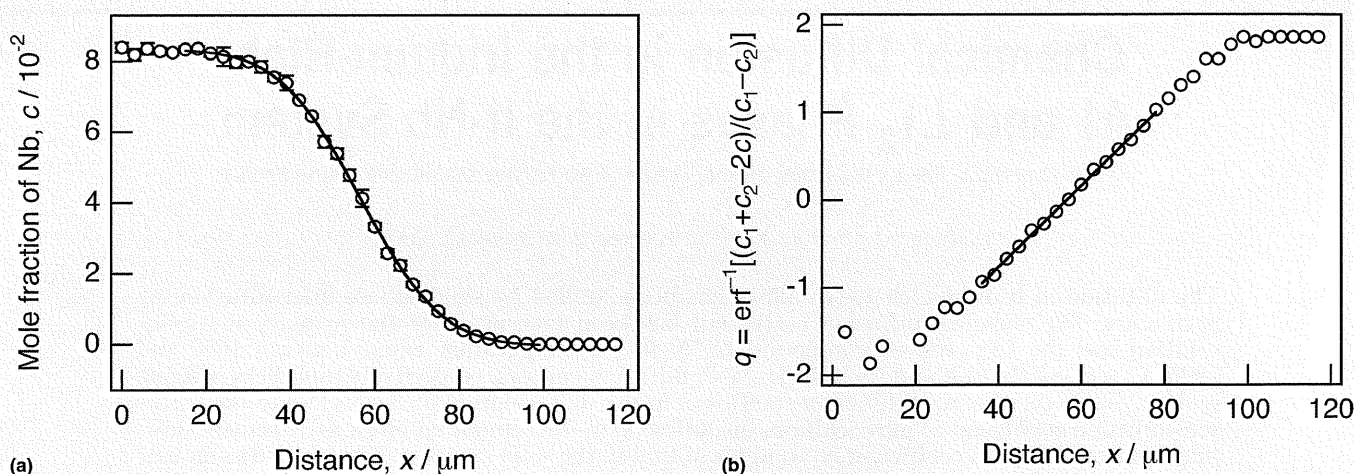 Mole fraction of Nb, c / 10⁻²
8
6
4
2
0
0 20 40 60 80 100 120
Distance, x / μm
(a)
q = erf⁻¹[(c₁+c₂–2c)/(c₁–c₂)]
2
1
0
-1
-2
0 20 40 60 80 100 120
Distance, x / μm
(b)